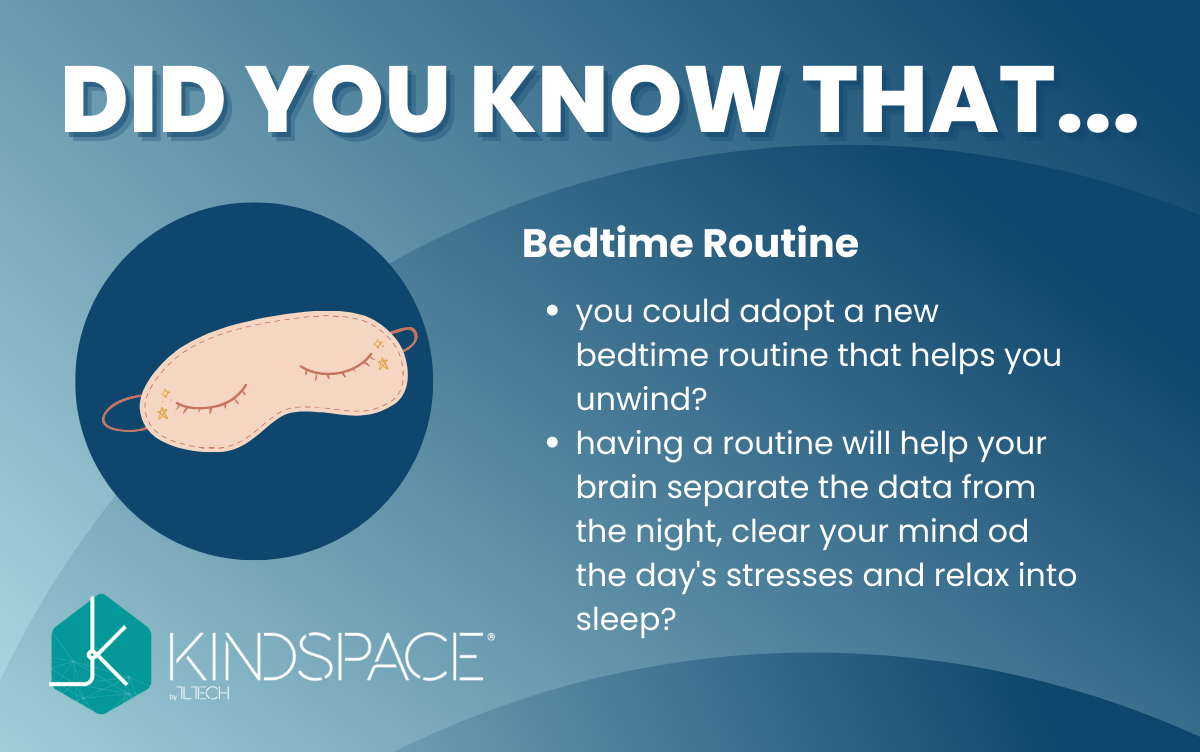 DID YOU KNOW THAT...
Bedtime Routine
• you could adopt a new
bedtime routine that helps you
unwind?
• having a routine will help your
brain separate the data from
the night, clear your mind od
the day's stresses and relax into
sleep?
KINDSPACE®
by TLTECH